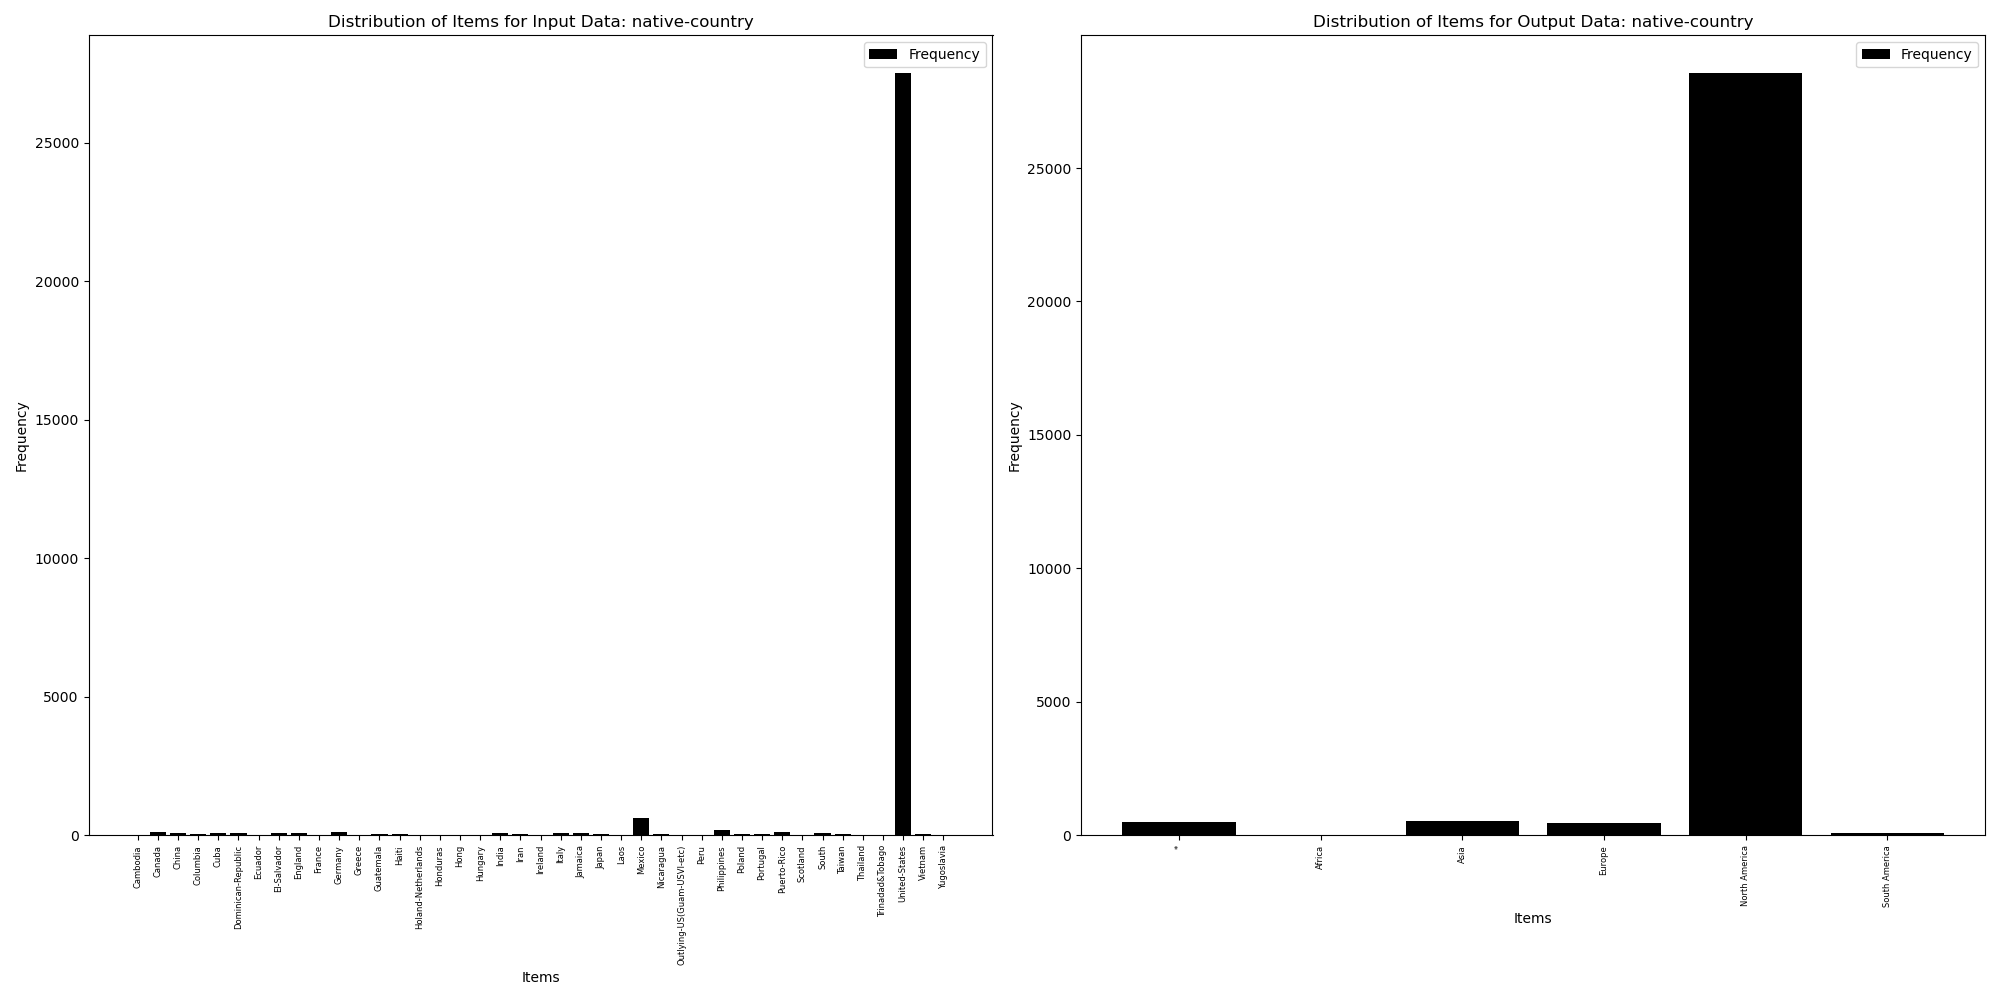 Distribution of Items for Input Data: native-country
Frequency
25000
20000
15000
10000
5000
0
Frequency
Cambodia
Canada
China
Columbia
Cuba
Dominican-Republic
Ecuador
El-Salvador
England
France
Germany
Greece
Guatemala
Haiti
Holand-Netherlands
Honduras
Hong
Hungary
India
Iran
Ireland
Italy
Jamaica
Japan
Laos
Mexico
Nicaragua
Outlying-US(Guam-USVI-etc)
Peru
Philippines
Poland
Portugal
Puerto-Rico
Scotland
South
Taiwan
Thailand
Trinadad&Tobago
United-States
Vietnam
Yugoslavia
Items
Distribution of Items for Output Data: native-country
Frequency
25000
20000
15000
10000
5000
0
Frequency
*
Africa
Asia
Europe
North America
South America
Items